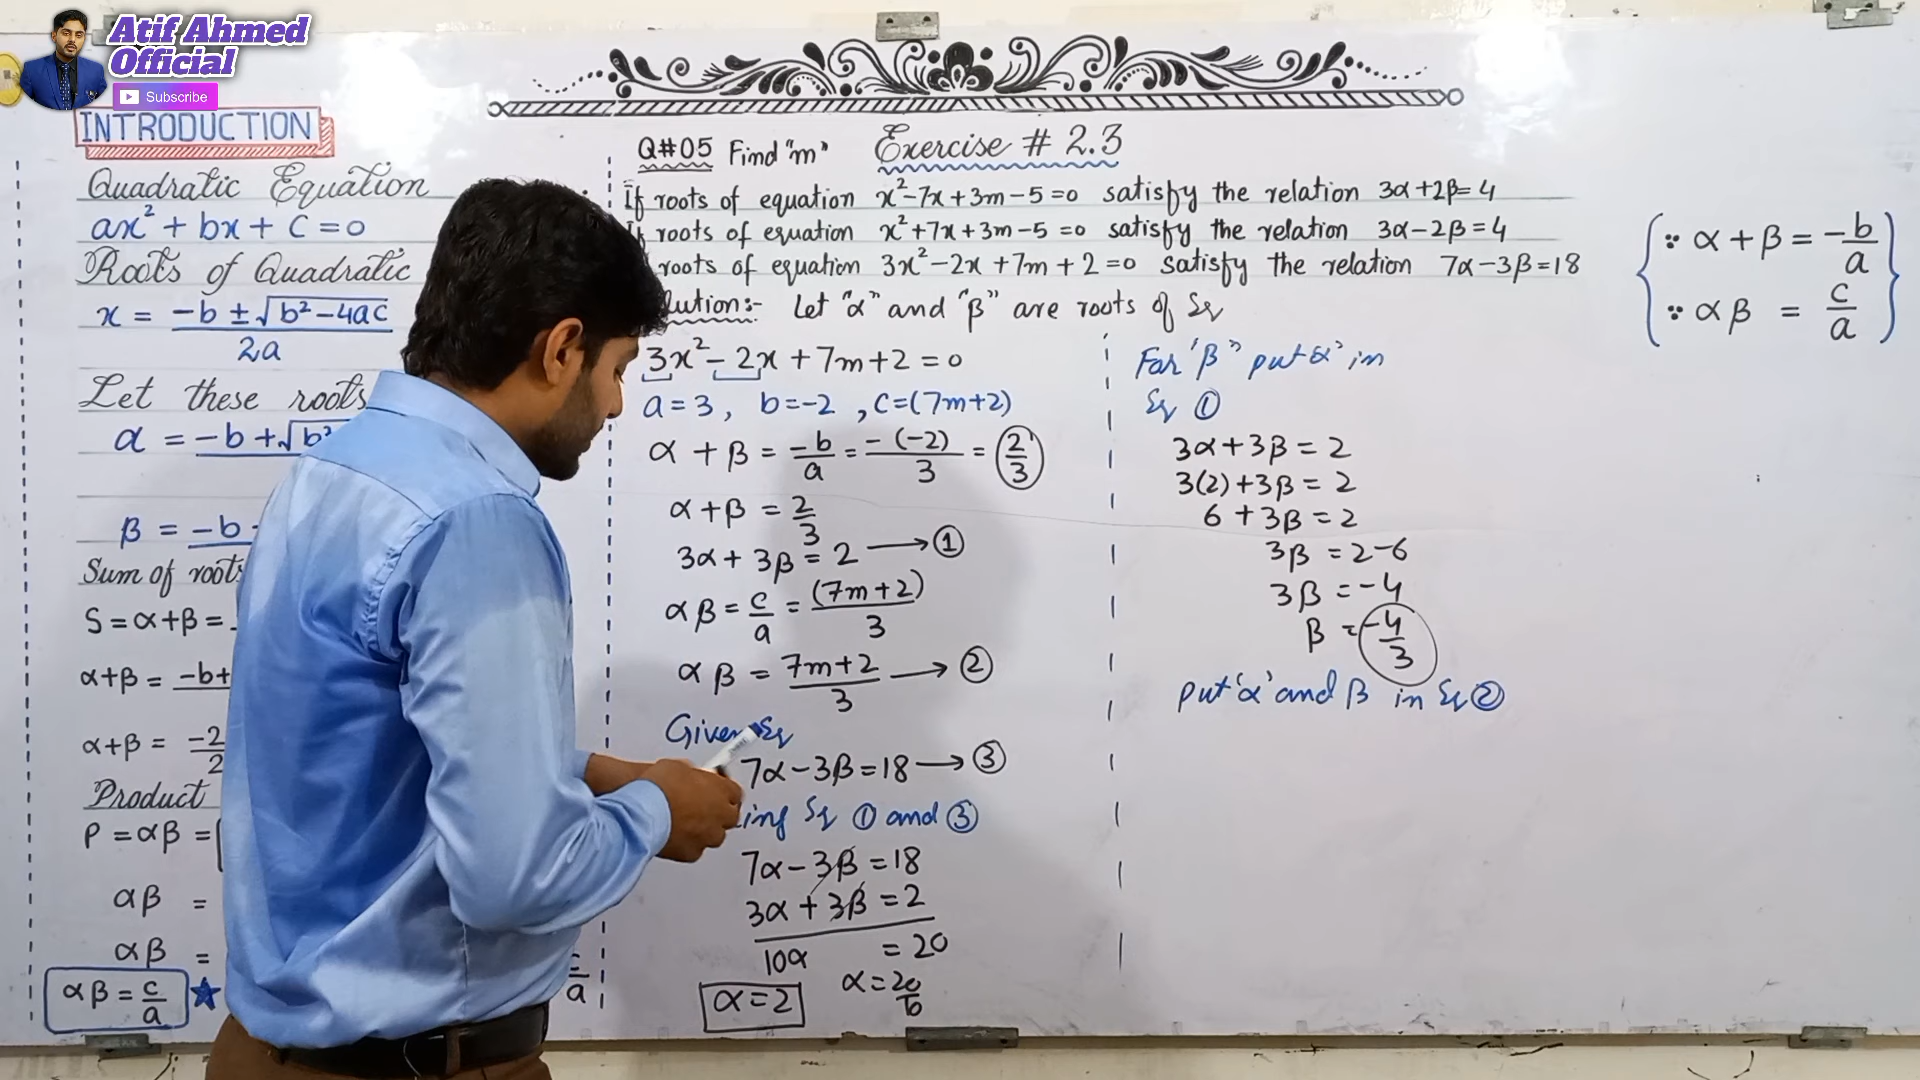 Atif Ahmed
Official
Subscribe
INTRODUCTION
Quadratic Equation
ax² + bx + c = 0
Roots of Quadratic
x = -b ± √b² - 4ac / 2a
Let these roots
α = -b + √b²
β = -b
Sum of roots
S = α + β =
α + β = -b +
α + β = -2 / 2
Product
P = αβ =
αβ =
αβ =
αβ = c/a
c/a
Exercise # 2.3
Q#05 Find "m"
If roots of equation x² - 7x + 3m - 5 = 0 satisfy the relation 3α + 2β = 4
If roots of equation x² + 7x + 3m - 5 = 0 satisfy the relation 3α - 2β = 4
roots of equation 3x² - 2x + 7m + 2 = 0 satisfy the relation 7α - 3β = 18
lution:- Let "α" and "β" are roots of Eq
3x² - 2x + 7m + 2 = 0
a = 3, b = -2, c = (7m+2)
α + β = -b/a = -(-2)/3 = 2/3
α + β = 2/3
3α + 3β = 2 → ①
αβ = c/a = (7m+2)/3
αβ = 7m+2/3 → ②
Given Eq
7α - 3β = 18 → ③
ing Eq ① and ③
7α - 3β = 18
3α + 3β = 2
10α = 20
α = 20/10
α = 2
For "β" put α' in
Eq ①
3α + 3β = 2
3(2) + 3β = 2
6 + 3β = 2
3β = 2 - 6
3β = -4
β = -4/3
put 'α' and β in Eq ②
∵ α + β = -b/a
∵ αβ = c/a